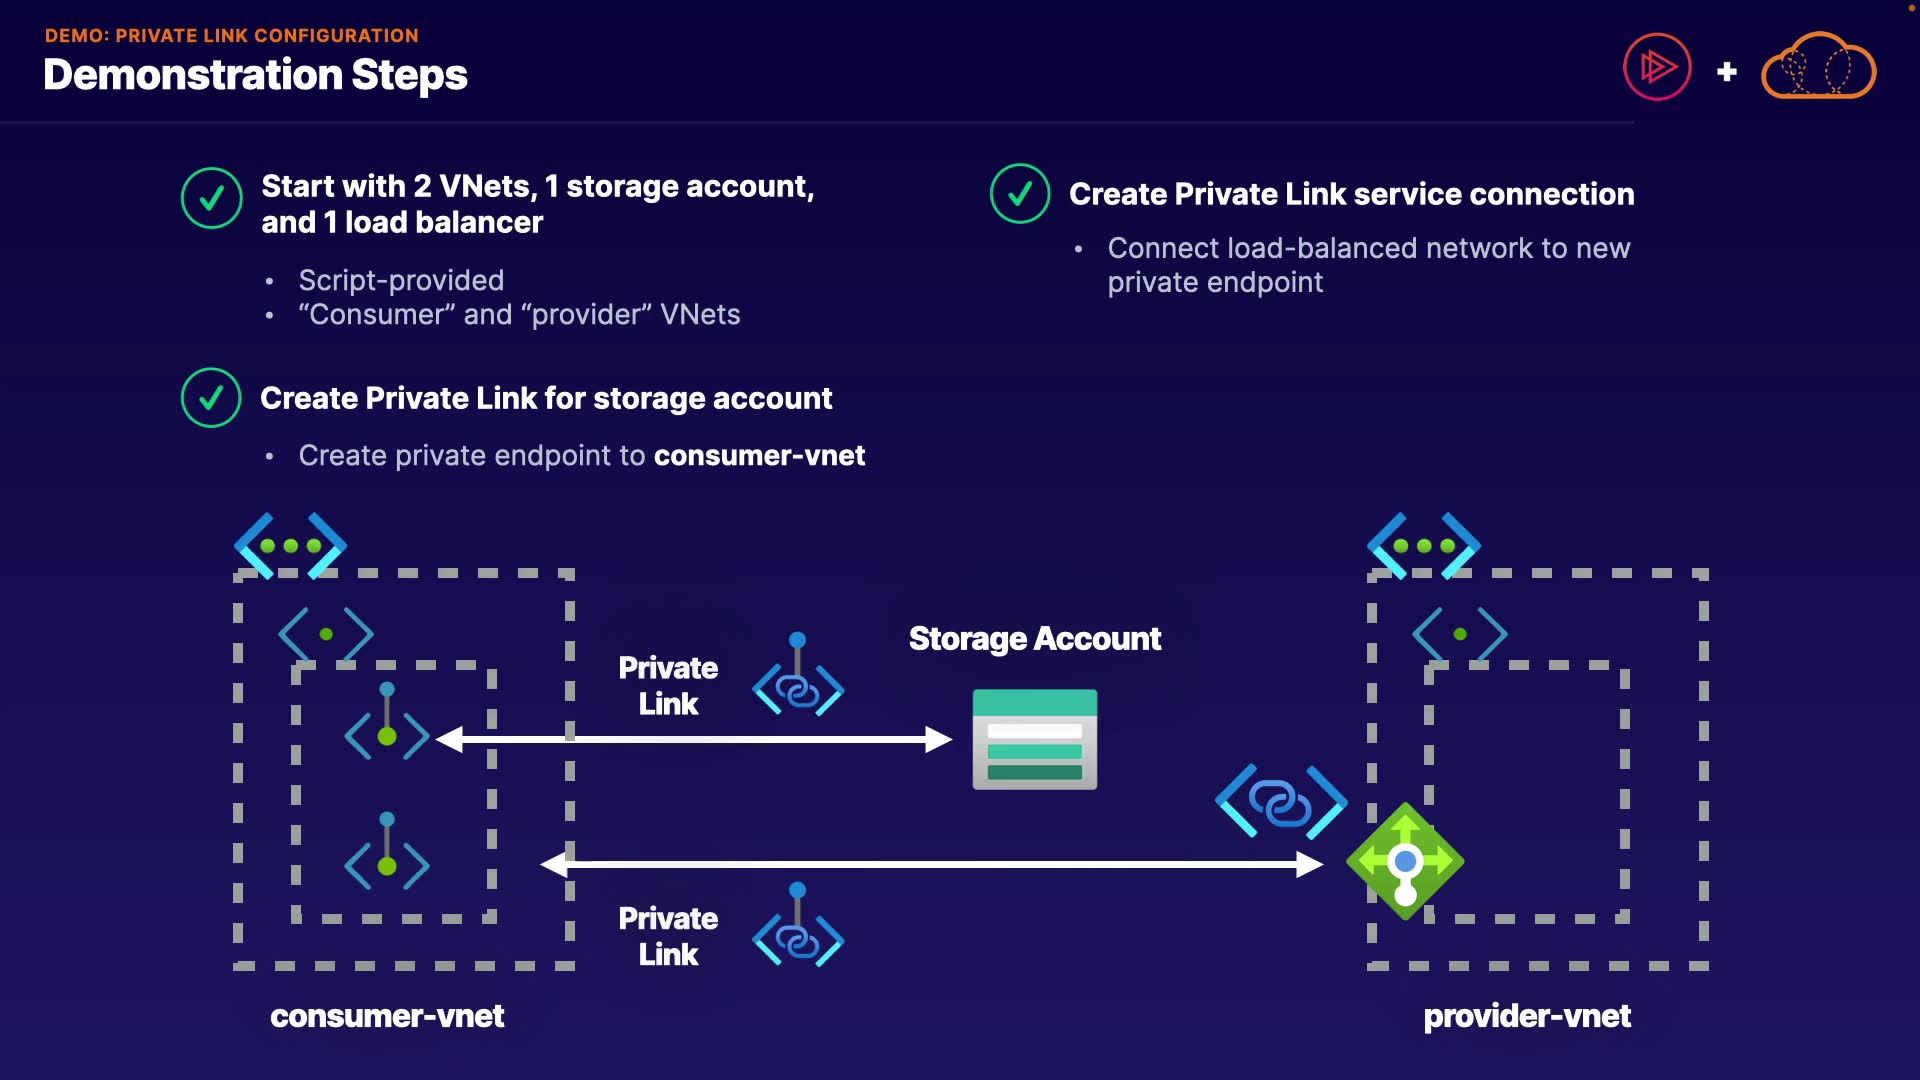 DEMO: PRIVATE LINK CONFIGURATION
Demonstration Steps
Start with 2 VNets, 1 storage account,
and 1 load balancer
• Script-provided
• “Consumer” and “provider” VNets
Create Private Link for storage account
• Create private endpoint to consumer-vnet
Create Private Link service connection
• Connect load-balanced network to new
private endpoint
Private
Link
Storage Account
Private
Link
consumer-vnet
provider-vnet